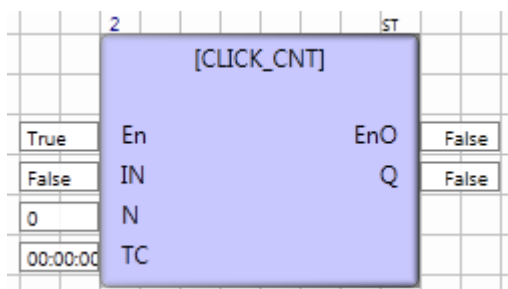 2 ST
[CLICK_CNT]
True En EnO False
False IN Q False
0 N
00:00:00 TC